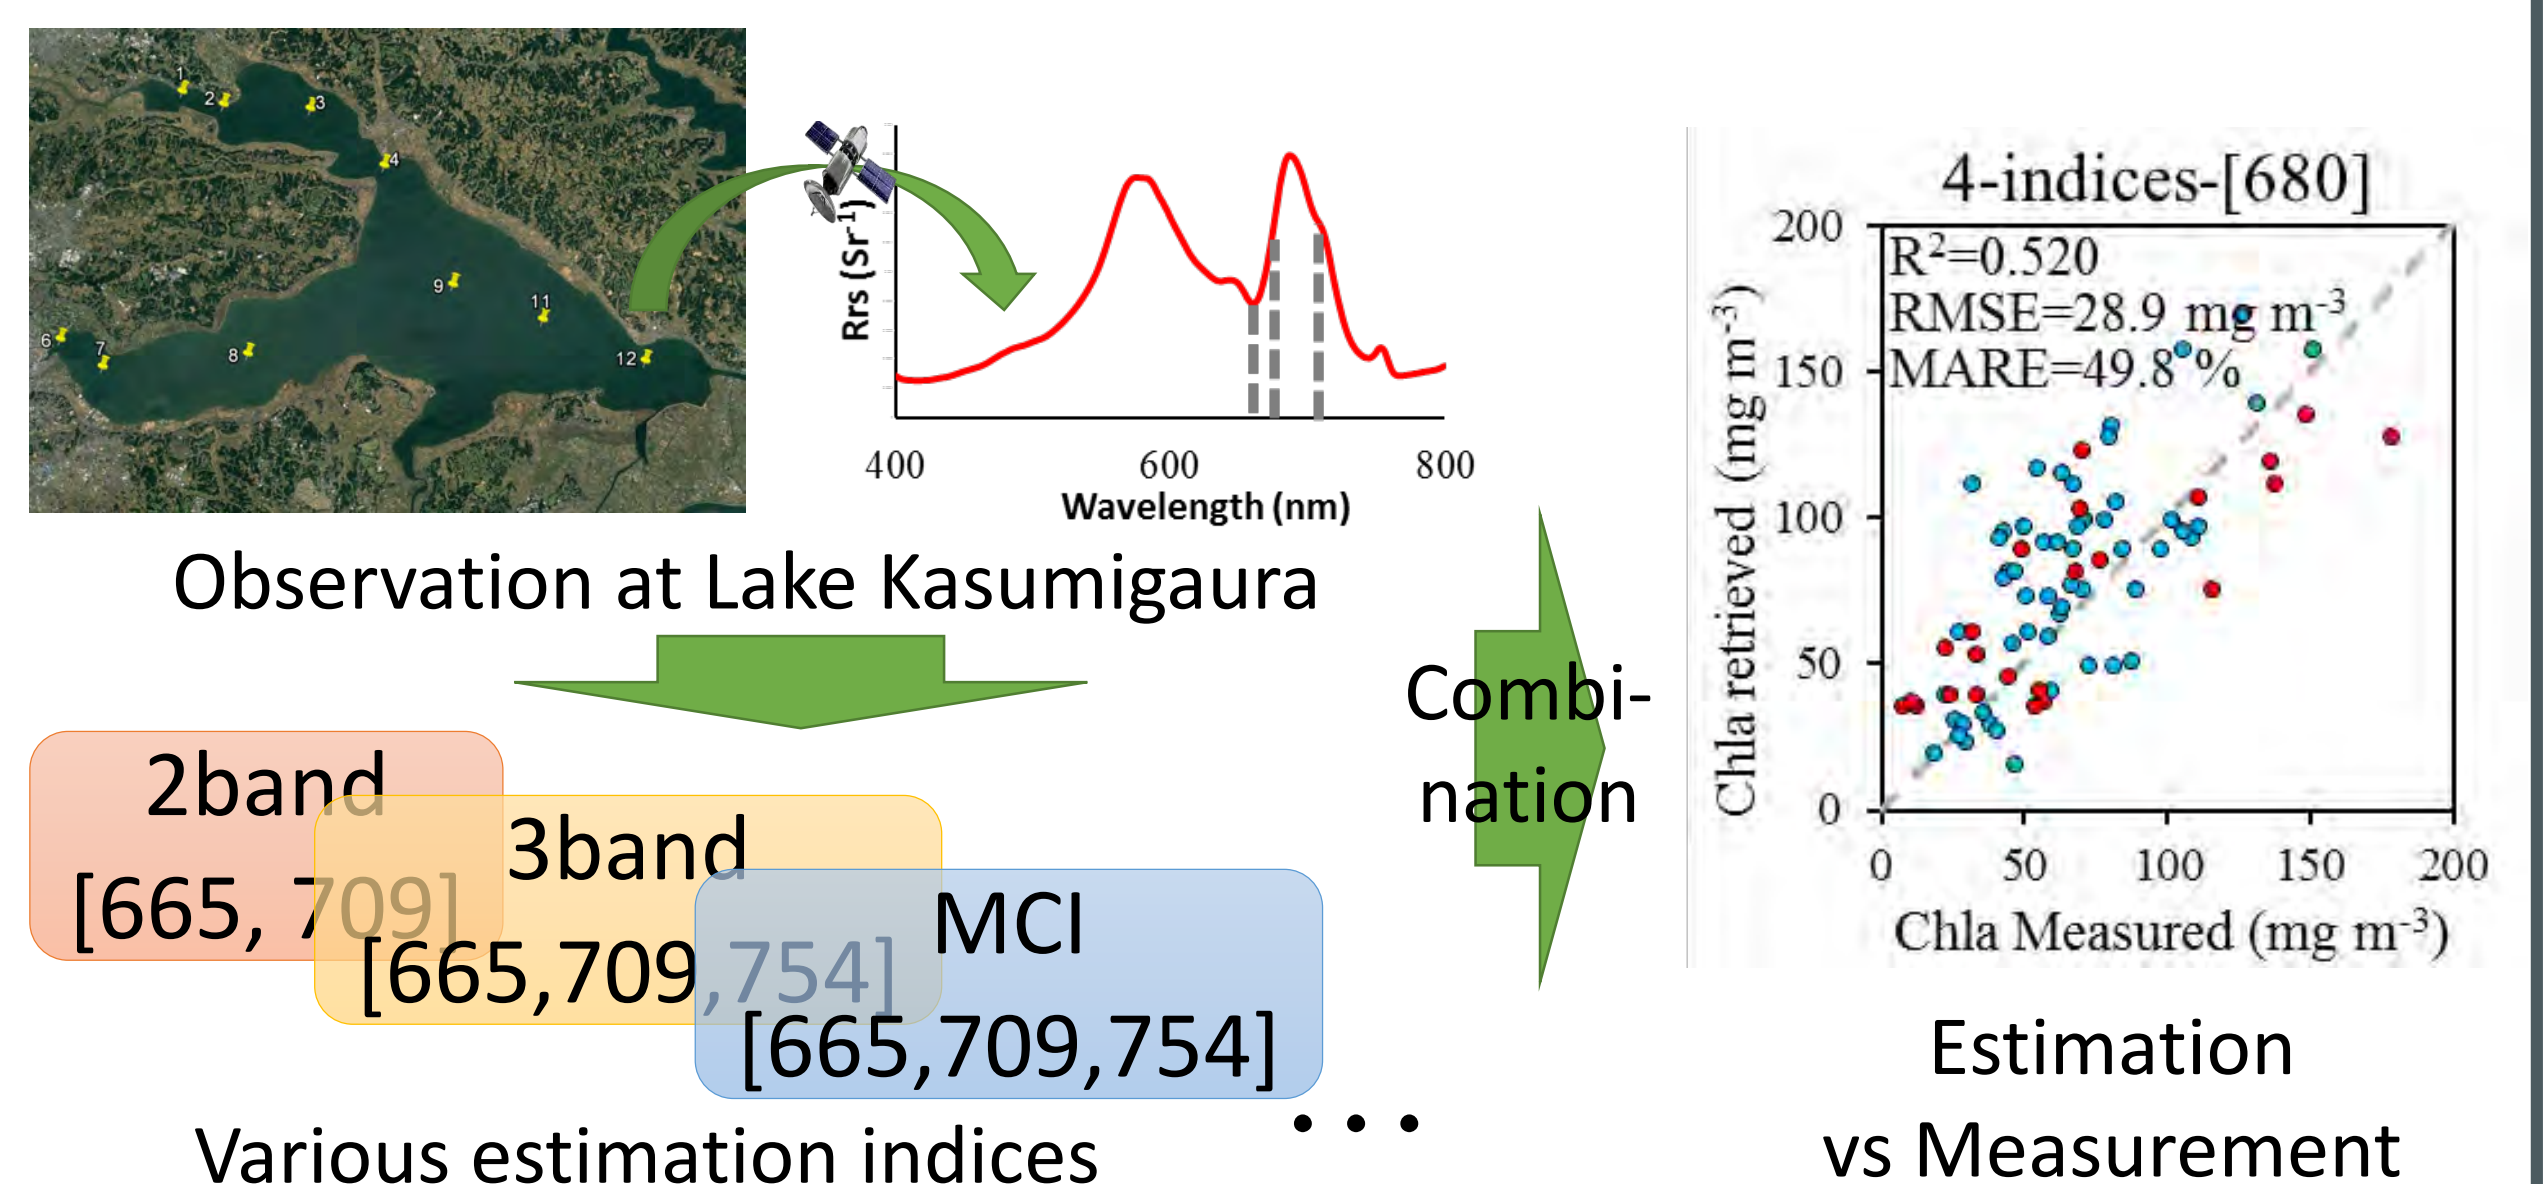 1
2
3
4
6
7
8
9
11
12
Rrs (Sr-1)
400 600 800
Wavelength (nm)
Observation at Lake Kasumigaura
2band
[665, 709]
3band
[665,709,754]
MCI
[665,709,754]
...
Various estimation indices
Combi-
nation
4-indices-[680]
R²=0.520
RMSE=28.9 mg m⁻³
MARE=49.8 %
Chla retrieved (mg m⁻³)
200
150
100
50
0
0 50 100 150 200
Chla Measured (mg m⁻³)
Estimation
vs Measurement